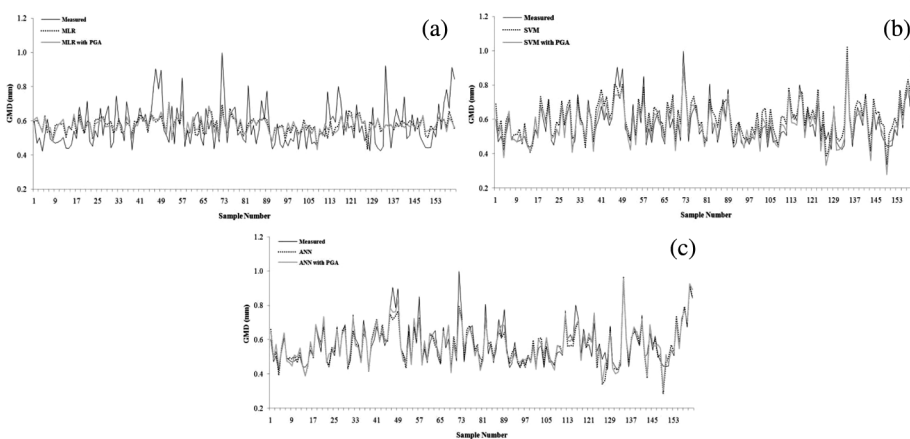 (a)
Measured
MLR
MLR with PGA
GMD (mm)
1.2
1.0
0.8
0.6
0.4
0.2
1 9 17 25 33 41 49 57 65 73 81 89 97 105 113 121 129 137 145 153
Sample Number
(b)
Measured
SVM
SVM with PGA
GMD (mm)
1.2
1.0
0.8
0.6
0.4
0.2
1 9 17 25 33 41 49 57 65 73 81 89 97 105 113 121 129 137 145 153
Sample Number
(c)
Measured
ANN
ANN with PGA
GMD (mm)
1.2
1.0
0.8
0.6
0.4
0.2
1 9 17 25 33 41 49 57 65 73 81 89 97 105 113 121 129 137 145 153
Sample Number